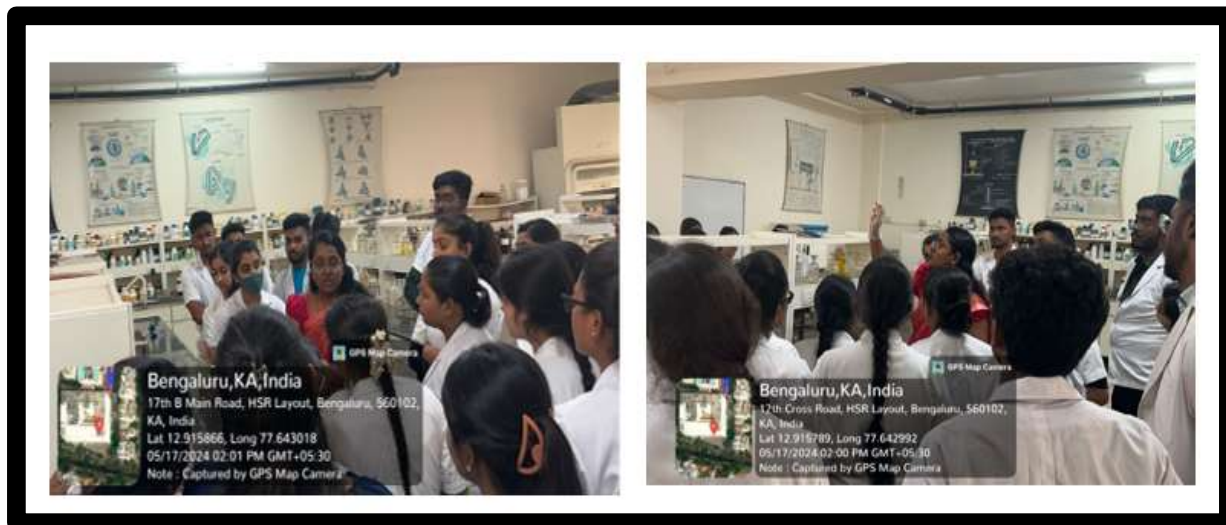 GPS Map Camera
Bengaluru,KA,India
17th B Main Road, HSR Layout, Bengaluru, 560102,
KA, India
Lat 12.915866, Long 77.643018
05/17/2024 02:01 PM GMT+05:30
Note : Captured by GPS Map Camera
GPS Map Camera
Bengaluru,KA,India
12th Cross Road, HSR Layout, Bengaluru, 560102,
KA, India
Lat 12.915789, Long 77.642992
05/17/2024 02:00 PM GMT+05:30
Note : Captured by GPS Map Camera